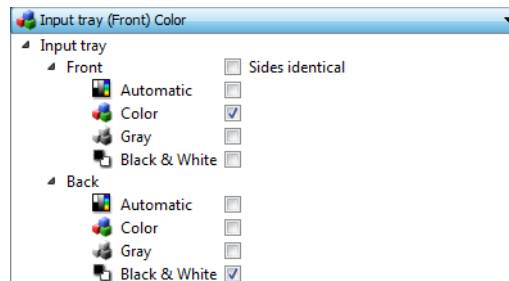 Input tray (Front) Color
Input tray
Front Sides identical
Automatic
Color
Gray
Black & White
Back
Automatic
Color
Gray
Black & White